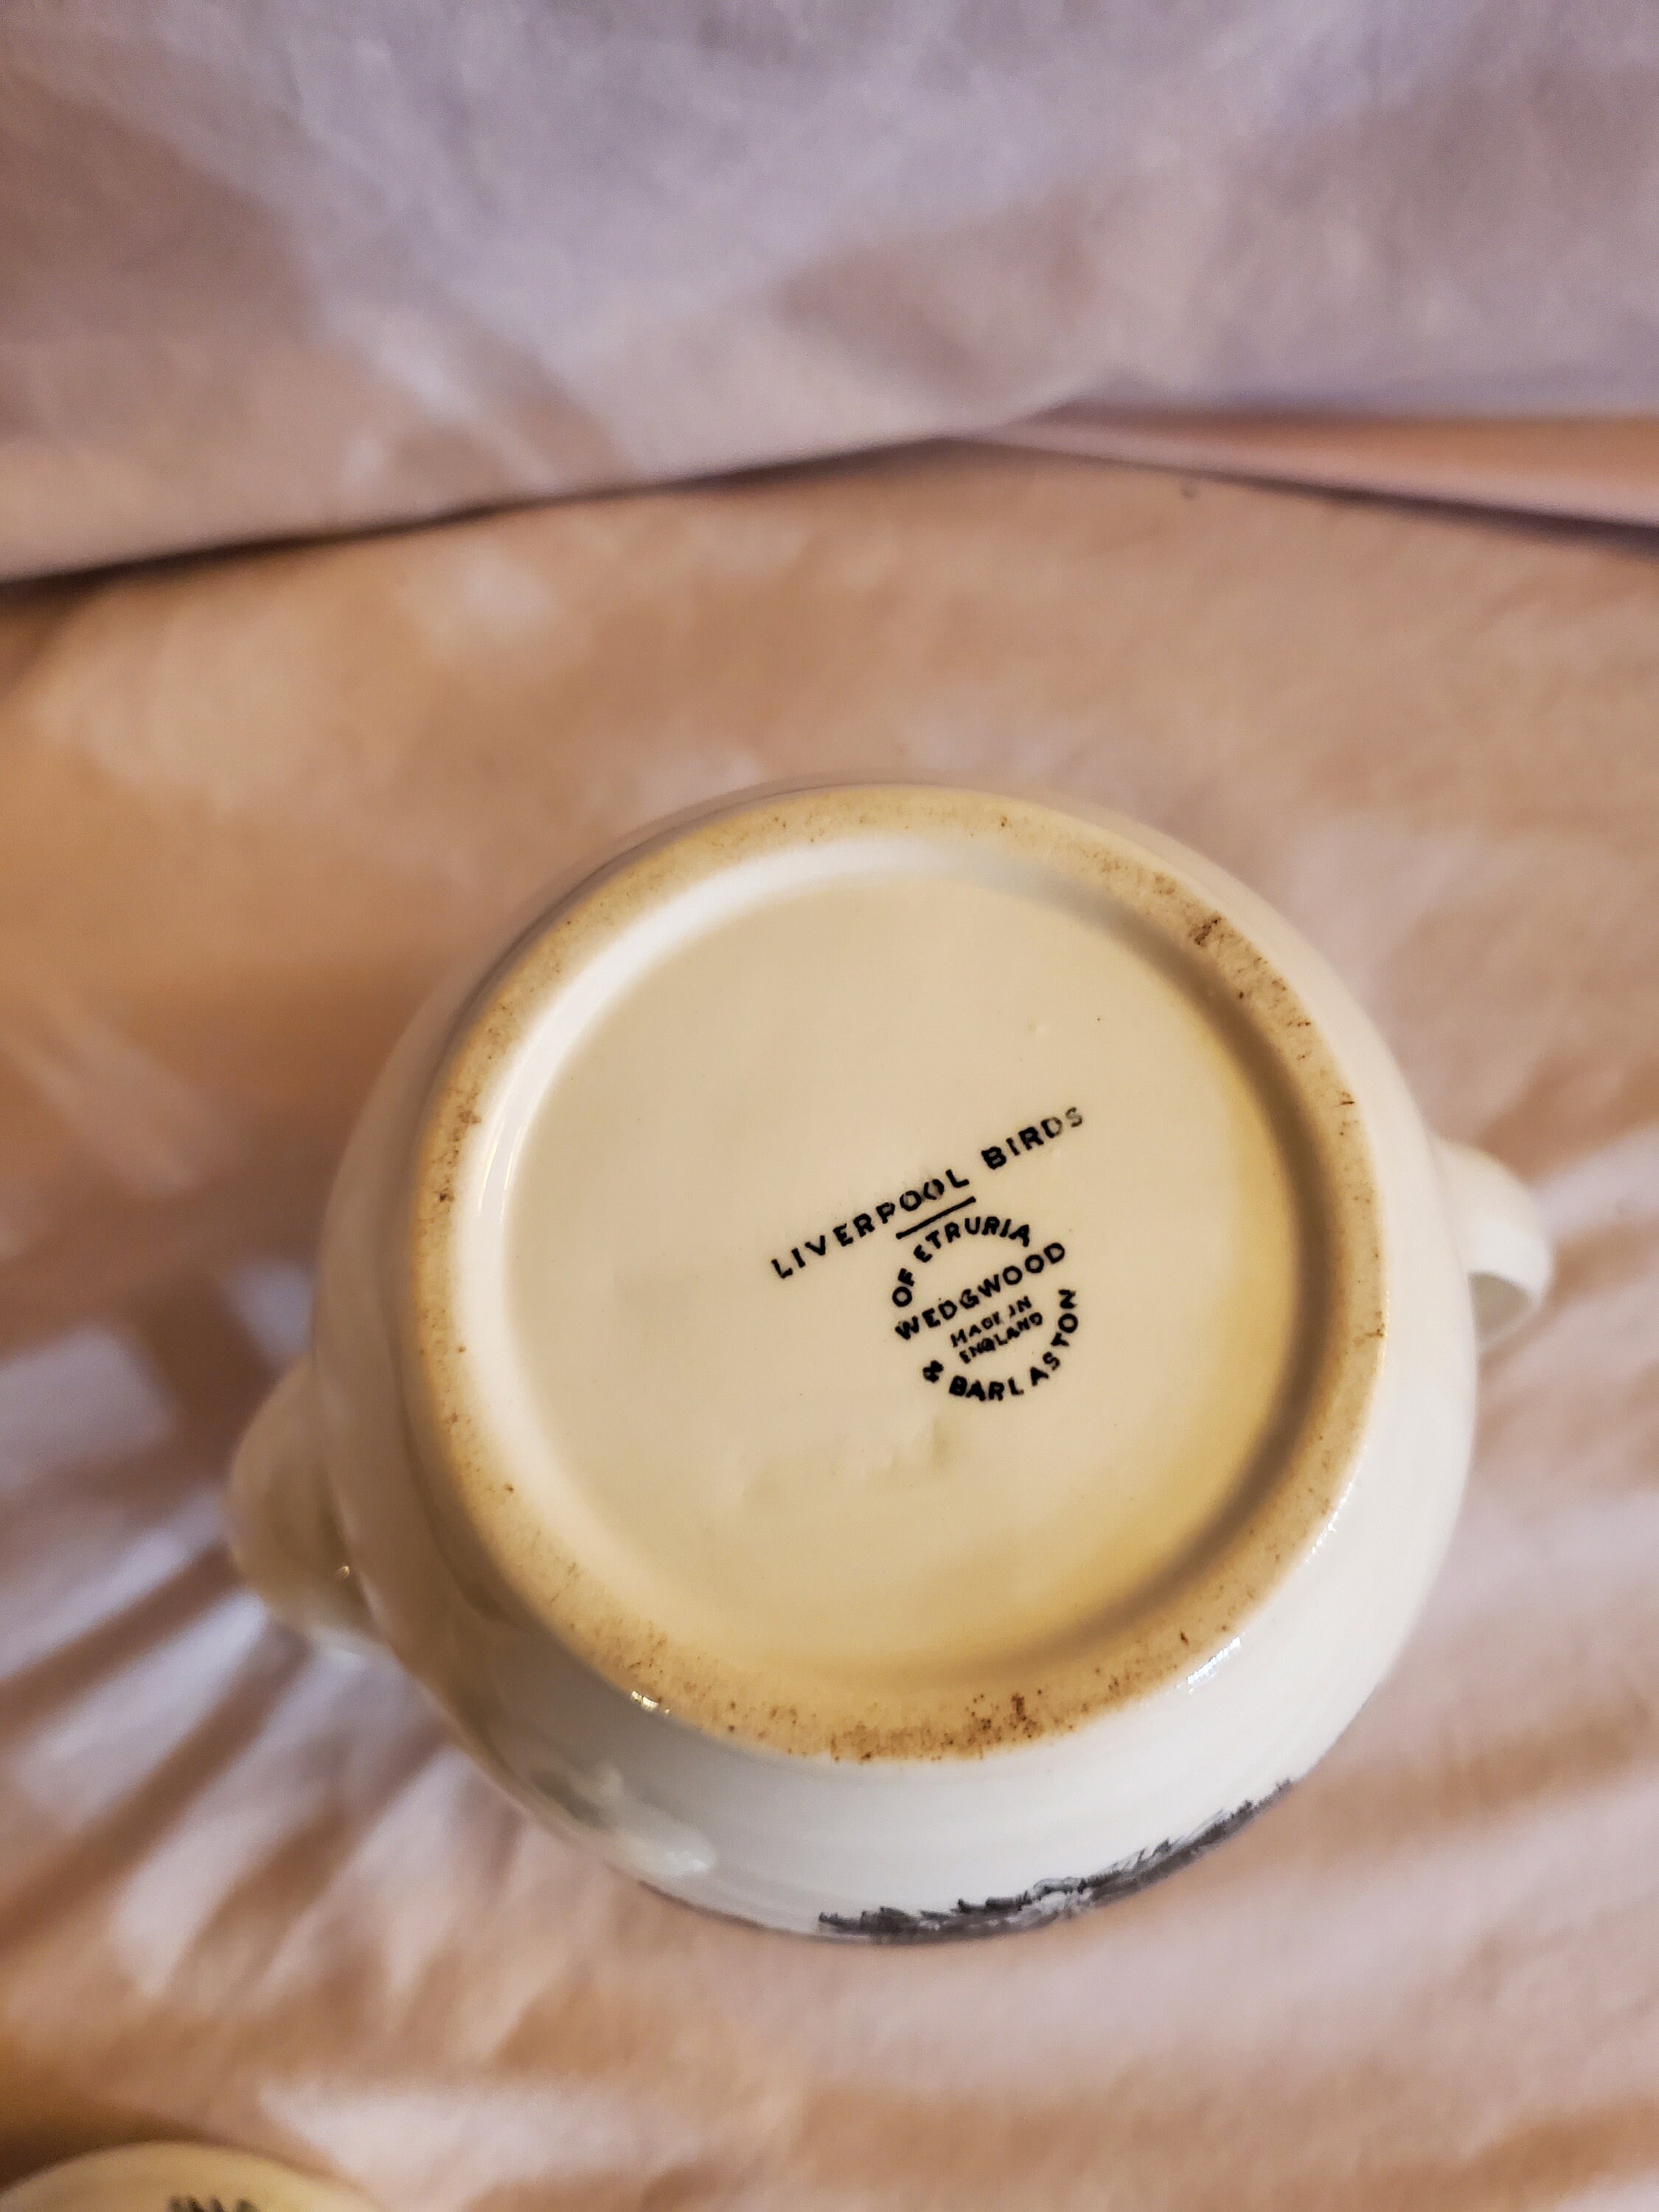 LIVERPOOL BIRDS
OF ETRURIA
WEDGWOOD
MADE IN
ENGLAND
& BARLASTON